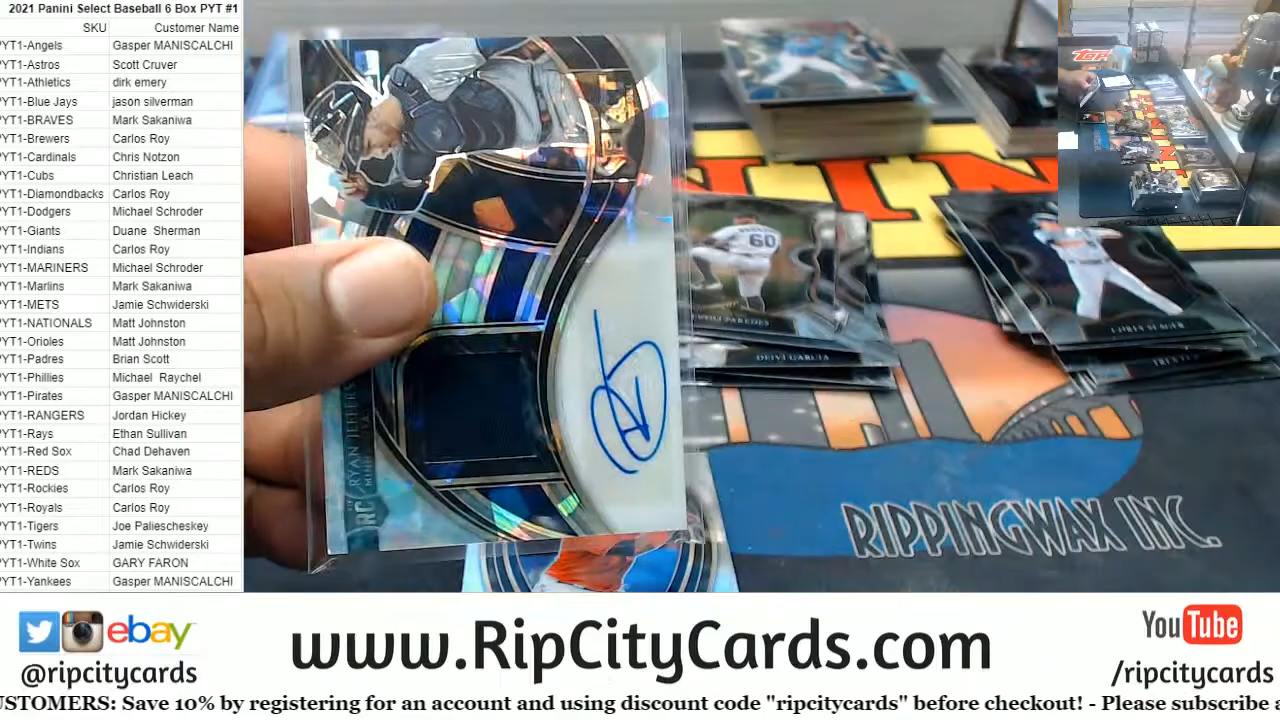 2021 Panini Select Baseball 6 Box PYT #1
SKU Customer Name
PYT1-Angels Gasper MANISCALCHI
PYT1-Astros Scott Cruver
PYT1-Athletics dirk emery
PYT1-Blue Jays jason silverman
PYT1-BRAVES Mark Sakaniwa
PYT1-Brewers Carlos Roy
PYT1-Cardinals Chris Notzon
PYT1-Cubs Christian Leach
PYT1-Diamondbacks Carlos Roy
PYT1-Dodgers Michael Schroder
PYT1-Giants Duane Sherman
PYT1-Indians Carlos Roy
PYT1-MARINERS Michael Schroder
PYT1-Marlins Mark Sakaniwa
PYT1-METS Jamie Schwiderski
PYT1-NATIONALS Matt Johnston
PYT1-Orioles Matt Johnston
PYT1-Padres Brian Scott
PYT1-Phillies Michael Raychel
PYT1-Pirates Gasper MANISCALCHI
PYT1-RANGERS Jordan Hickey
PYT1-Rays Ethan Sullivan
PYT1-Red Sox Chad Dehaven
PYT1-REDS Mark Sakaniwa
PYT1-Rockies Carlos Roy
PYT1-Royals Carlos Roy
PYT1-Tigers Joe Paliescheskey
PYT1-Twins Jamie Schwiderski
PYT1-White Sox GARY FARON
PYT1-Yankees Gasper MANISCALCHI
RC
RYAN JEFFERS
60
PAREDES
DEIVI GARCIA
COREY SEAGER
TOPPS
RIPPINGWAX INC.
ebay
@ripcitycards
www.RipCityCards.com
YouTube
/ripcitycards
USTOMERS: Save 10% by registering for an account and using discount code "ripcitycards" before checkout! - Please subscribe a